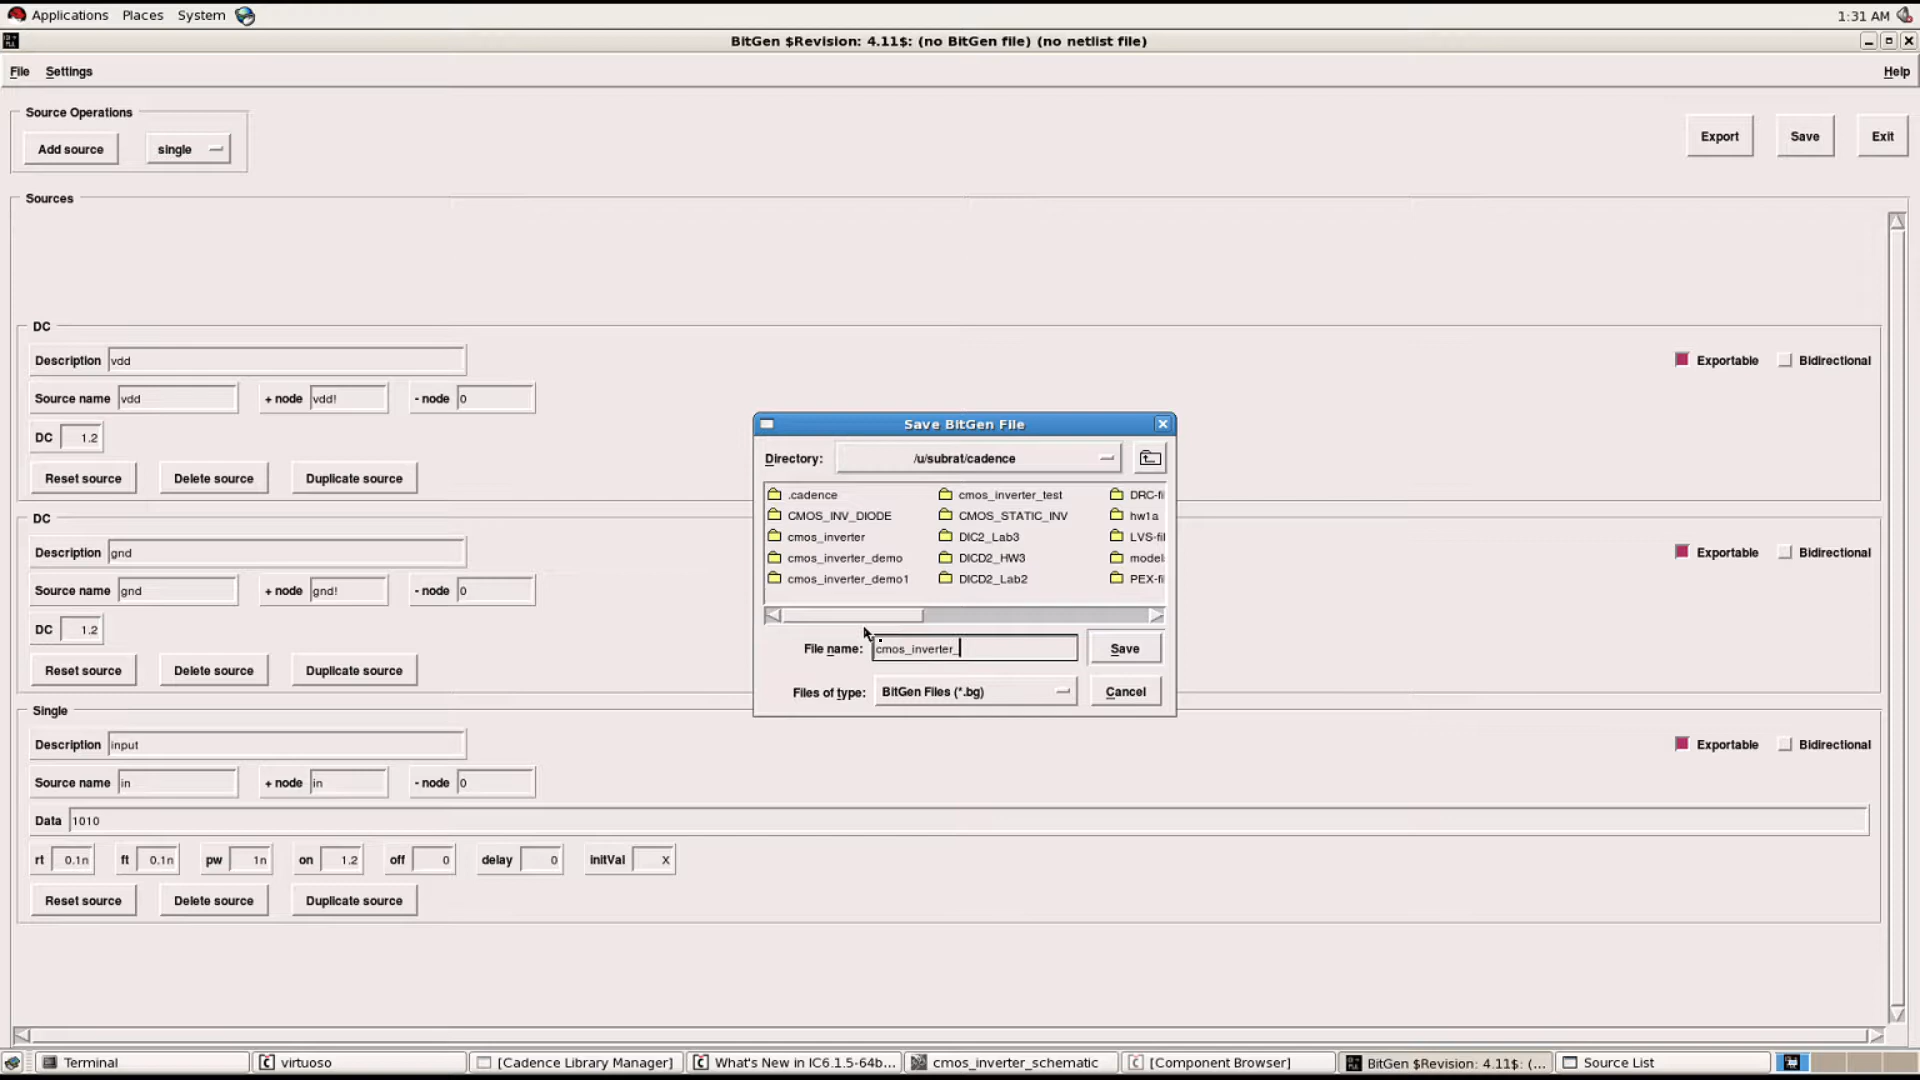 Applications Places System 1:31 AM
BitGen $Revision: 4.11$: (no BitGen file) (no netlist file)
File Settings Help
Source Operations
Add source single Export Save Exit
Sources
DC
Description vdd Exportable Bidirectional
Source name vdd + node vdd! - node 0
DC 1.2
Reset source Delete source Duplicate source
DC
Description gnd Exportable Bidirectional
Source name gnd + node gnd! - node 0
DC 1.2
Reset source Delete source Duplicate source
Single
Description input Exportable Bidirectional
Source name in + node in - node 0
Data 1010
rt 0.1n ft 0.1n pw 1n on 1.2 off 0 delay 0 initVal X
Reset source Delete source Duplicate source
Save BitGen File
Directory: /u/subrat/cadence
.cadence cmos_inverter_test DRC-fi
CMOS_INV_DIODE CMOS_STATIC_INV hw1a
cmos_inverter DIC2_Lab3 LVS-fi
cmos_inverter_demo DICD2_HW3 model
cmos_inverter_demo1 DICD2_Lab2 PEX-fi
File name: cmos_inverter_ Save
Files of type: BitGen Files (*.bg) Cancel
Terminal virtuoso [Cadence Library Manager] What's New in IC6.1.5-64b... cmos_inverter_schematic [Component Browser] BitGen $Revision: 4.11$: (... Source List